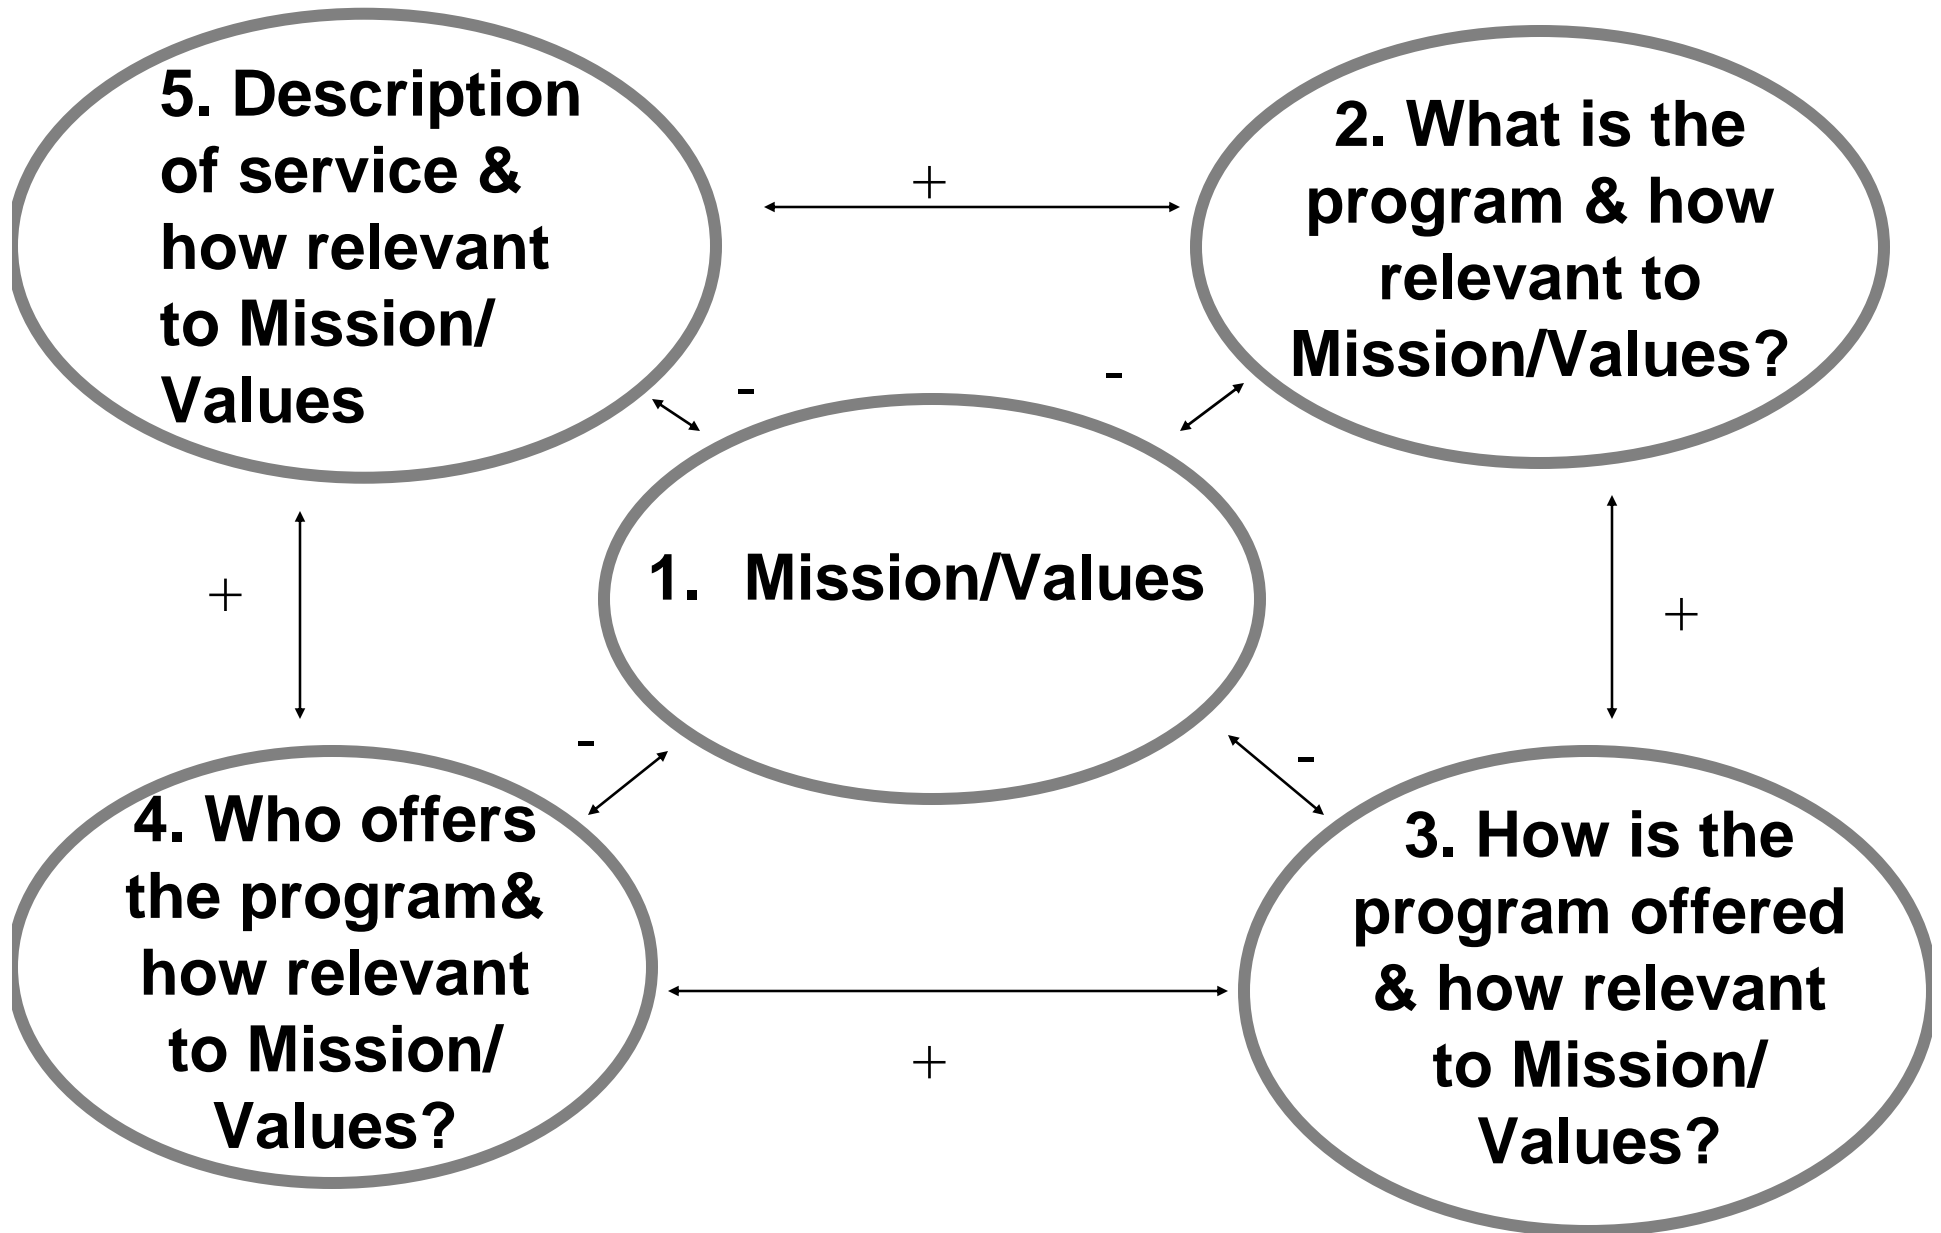 5. Description
of service &
how relevant
to Mission/
Values
+
2. What is the
program & how
relevant to
Mission/Values?
-
-
1. Mission/Values
+
+
-
-
4. Who offers
the program&
how relevant
to Mission/
Values?
+
3. How is the
program offered
& how relevant
to Mission/
Values?